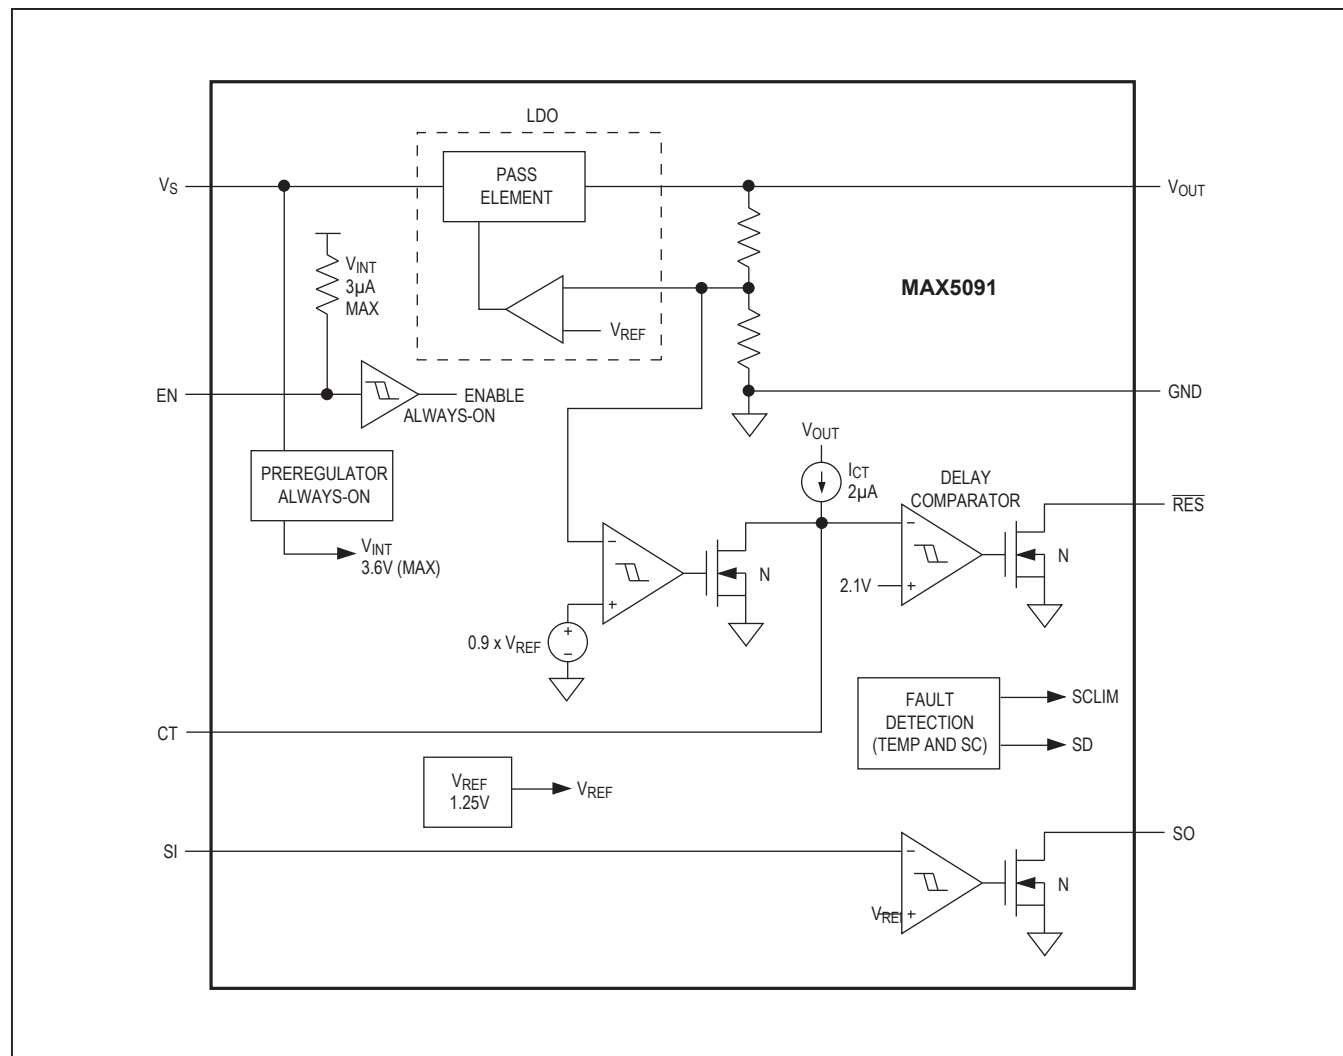 LDO
PASS
ELEMENT
VS
VOUT
VINT
3µA
MAX
MAX5091
VREF
EN
ENABLE
ALWAYS-ON
GND
VOUT
PREREGULATOR
ALWAYS-ON
ICT
2µA
DELAY
COMPARATOR
RES
VINT
3.6V (MAX)
−
N
−
N
2.1V
+
+
0.9 x VREF
+
−
FAULT
DETECTION
(TEMP AND SC)
SCLIM
SD
CT
VREF
1.25V
VREF
SI
SO
−
N
VREF
+